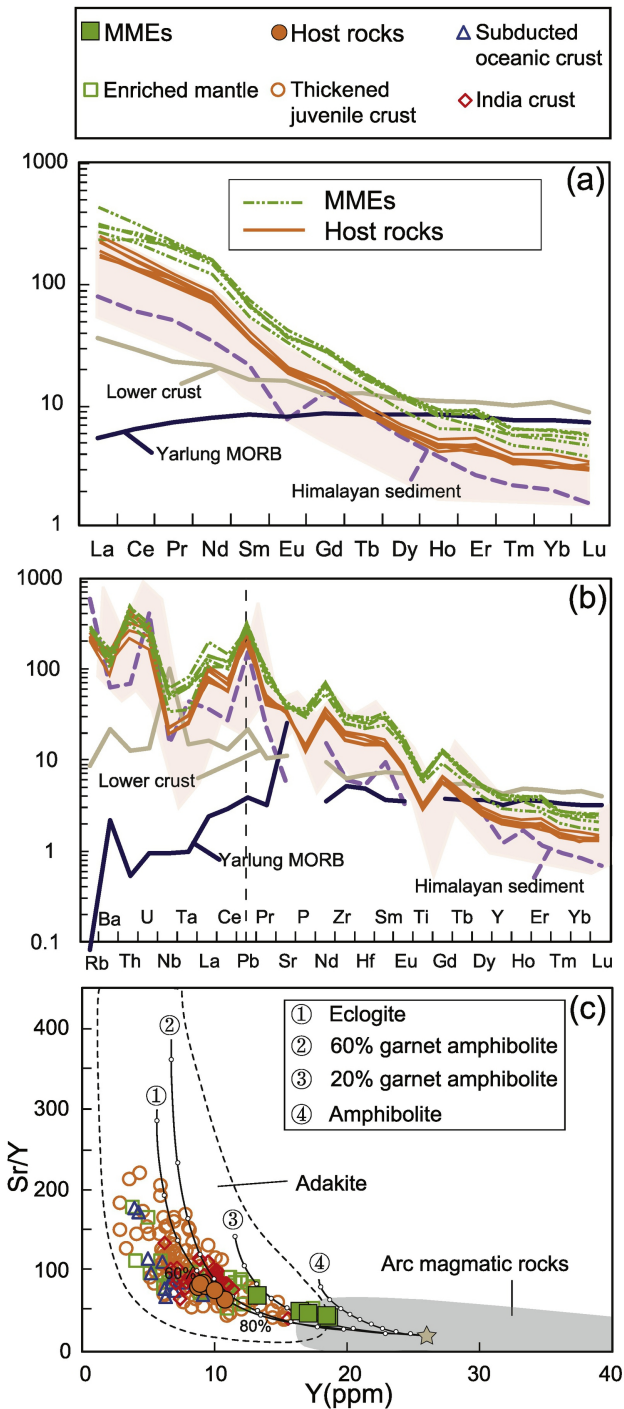 MMEs Host rocks Subducted
oceanic crust
Enriched mantle Thickened
juvenile crust India crust
1000 (a)
MMEs
Host rocks
100
Lower crust
10
Yarlung MORB
Himalayan sediment
1
La Ce Pr Nd Sm Eu Gd Tb Dy Ho Er Tm Yb Lu
1000 (b)
100
10
Lower crust
1
Yarlung MORB
Himalayan sediment
Ba U Ta Ce Pr P Zr Sm Ti Tb Y Er Yb
0.1
Rb Th Nb La Pb Sr Nd Hf Eu Gd Dy Ho Tm Lu
(c)
400
① Eclogite
② 60% garnet amphibolite
③ 20% garnet amphibolite
④ Amphibolite
②
①
300
Sr/Y
200
Adakite
③
④
Arc magmatic rocks
100
60%
80%
0
0 10 20 30 40
Y(ppm)